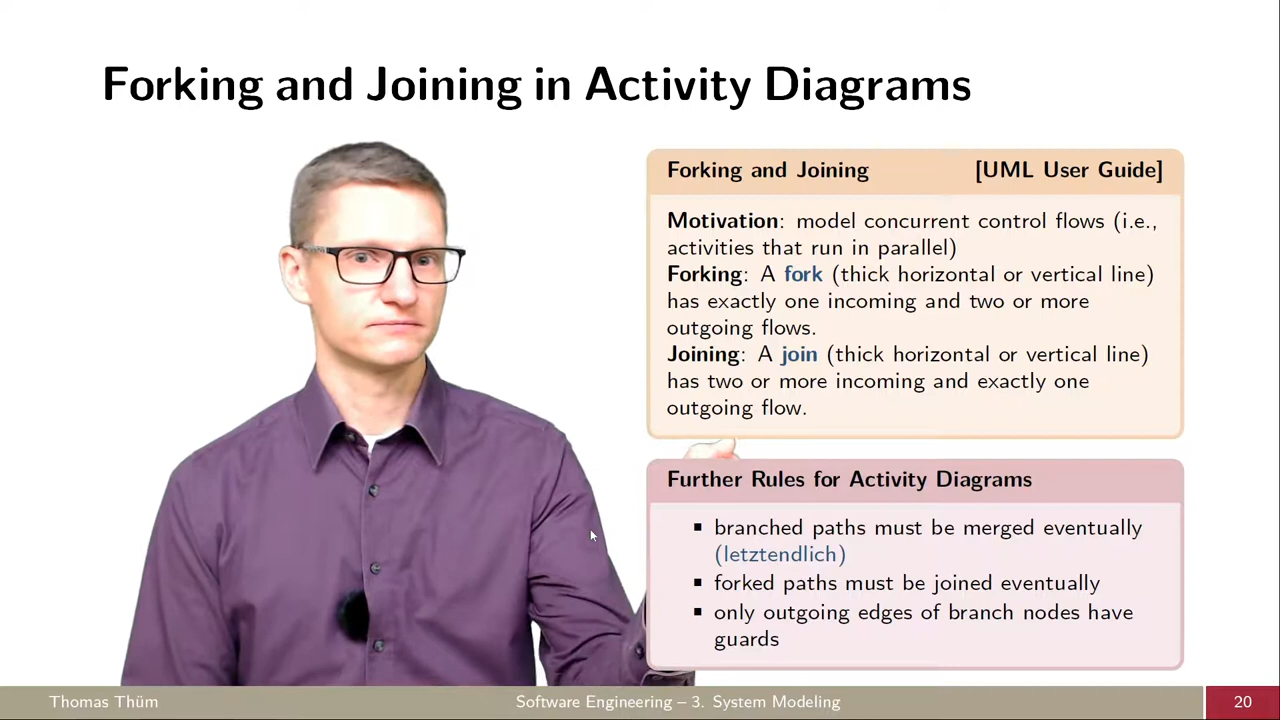 Forking and Joining in Activity Diagrams
Forking and Joining [UML User Guide]
Motivation: model concurrent control flows (i.e.,
activities that run in parallel)
Forking: A fork (thick horizontal or vertical line)
has exactly one incoming and two or more
outgoing flows.
Joining: A join (thick horizontal or vertical line)
has two or more incoming and exactly one
outgoing flow.
Further Rules for Activity Diagrams
▪ branched paths must be merged eventually
(letztendlich)
▪ forked paths must be joined eventually
▪ only outgoing edges of branch nodes have
guards
Thomas Thüm Software Engineering – 3. System Modeling 20